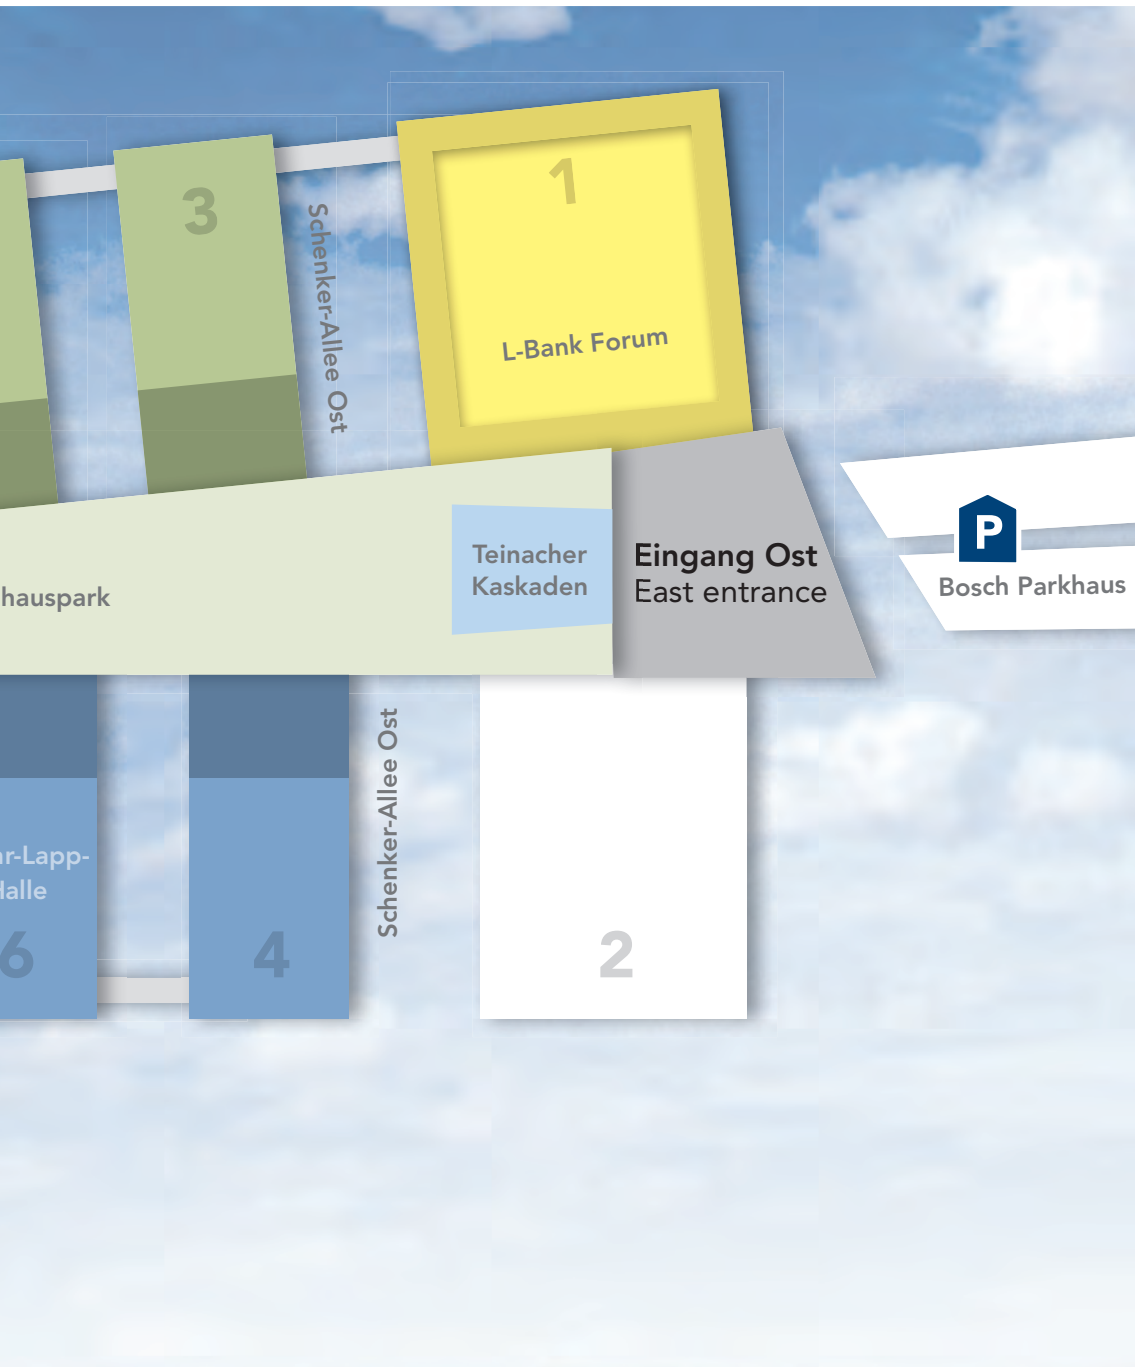 3
Schenker-Allee Ost
1
L-Bank Forum
Teinacher
Kaskaden
Eingang Ost
East entrance
P
Bosch Parkhaus
hauspark
Schenker-Allee Ost
r-Lapp-
Halle
6
4
2